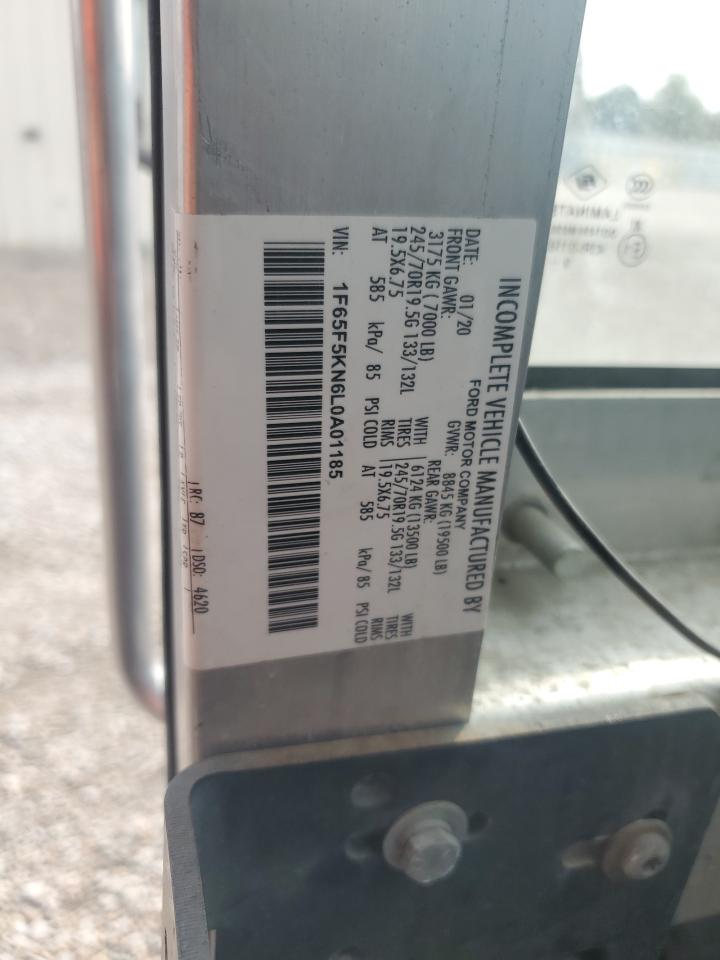 INCOMPLETE VEHICLE MANUFACTURED BY
FORD MOTOR COMPANY
DATE: 01/20 GVWR: 8845 KG (19500 LB)
FRONT GAWR: REAR GAWR:
3175 KG ( 7000 LB) WITH 6124 KG (13500 LB) WITH
245/70R19.5G 133/132L TIRES 245/70R19.5G 133/132L TIRES
19.5X6.75 RIMS 19.5X6.75 RIMS
AT 585 kPa/ 85 PSI COLD AT 585 kPa/ 85 PSI COLD
VIN: 1F65F5KN6L0A01185
RC: 87 DSO: 4620